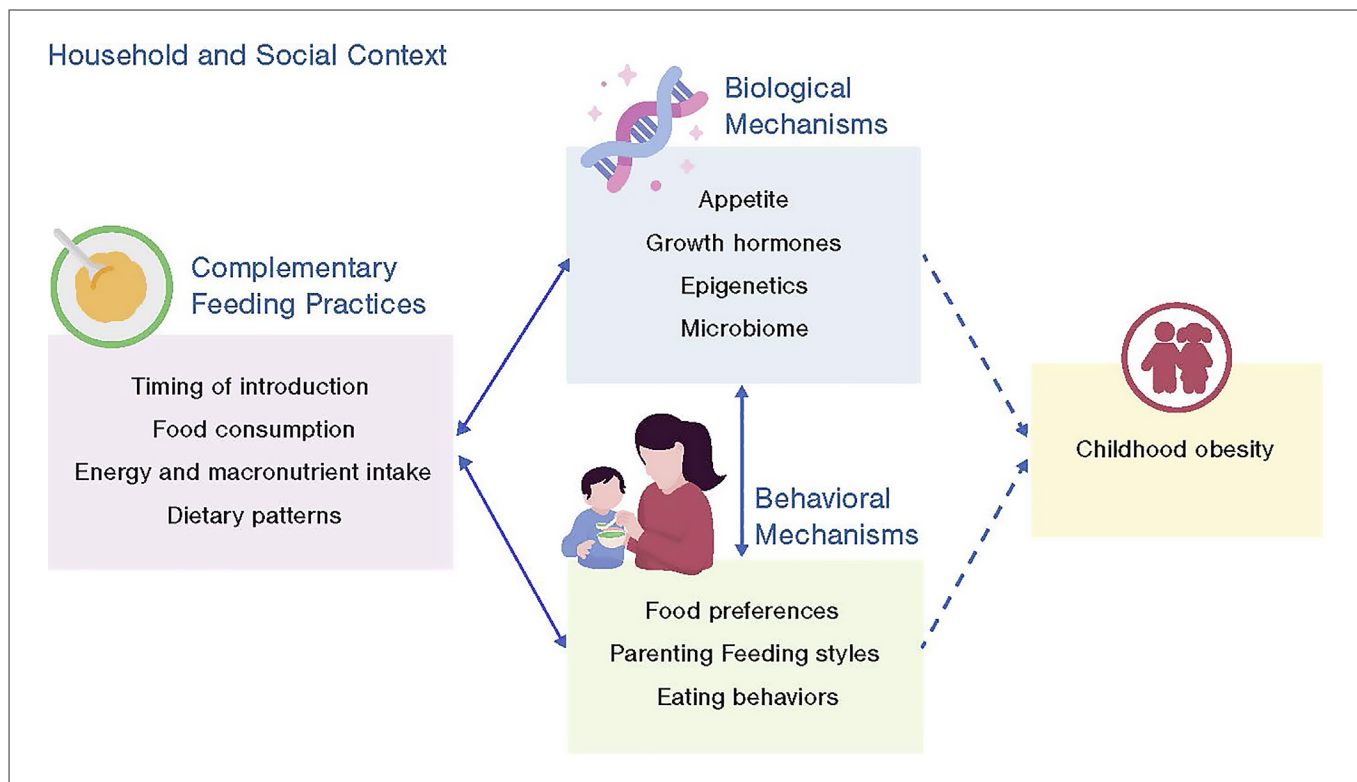 Household and Social Context
Biological
Mechanisms
Appetite
Growth hormones
Epigenetics
Microbiome
Complementary
Feeding Practices
Timing of introduction
Food consumption
Energy and macronutrient intake
Dietary patterns
Behavioral
Mechanisms
Food preferences
Parenting Feeding styles
Eating behaviors
Childhood obesity